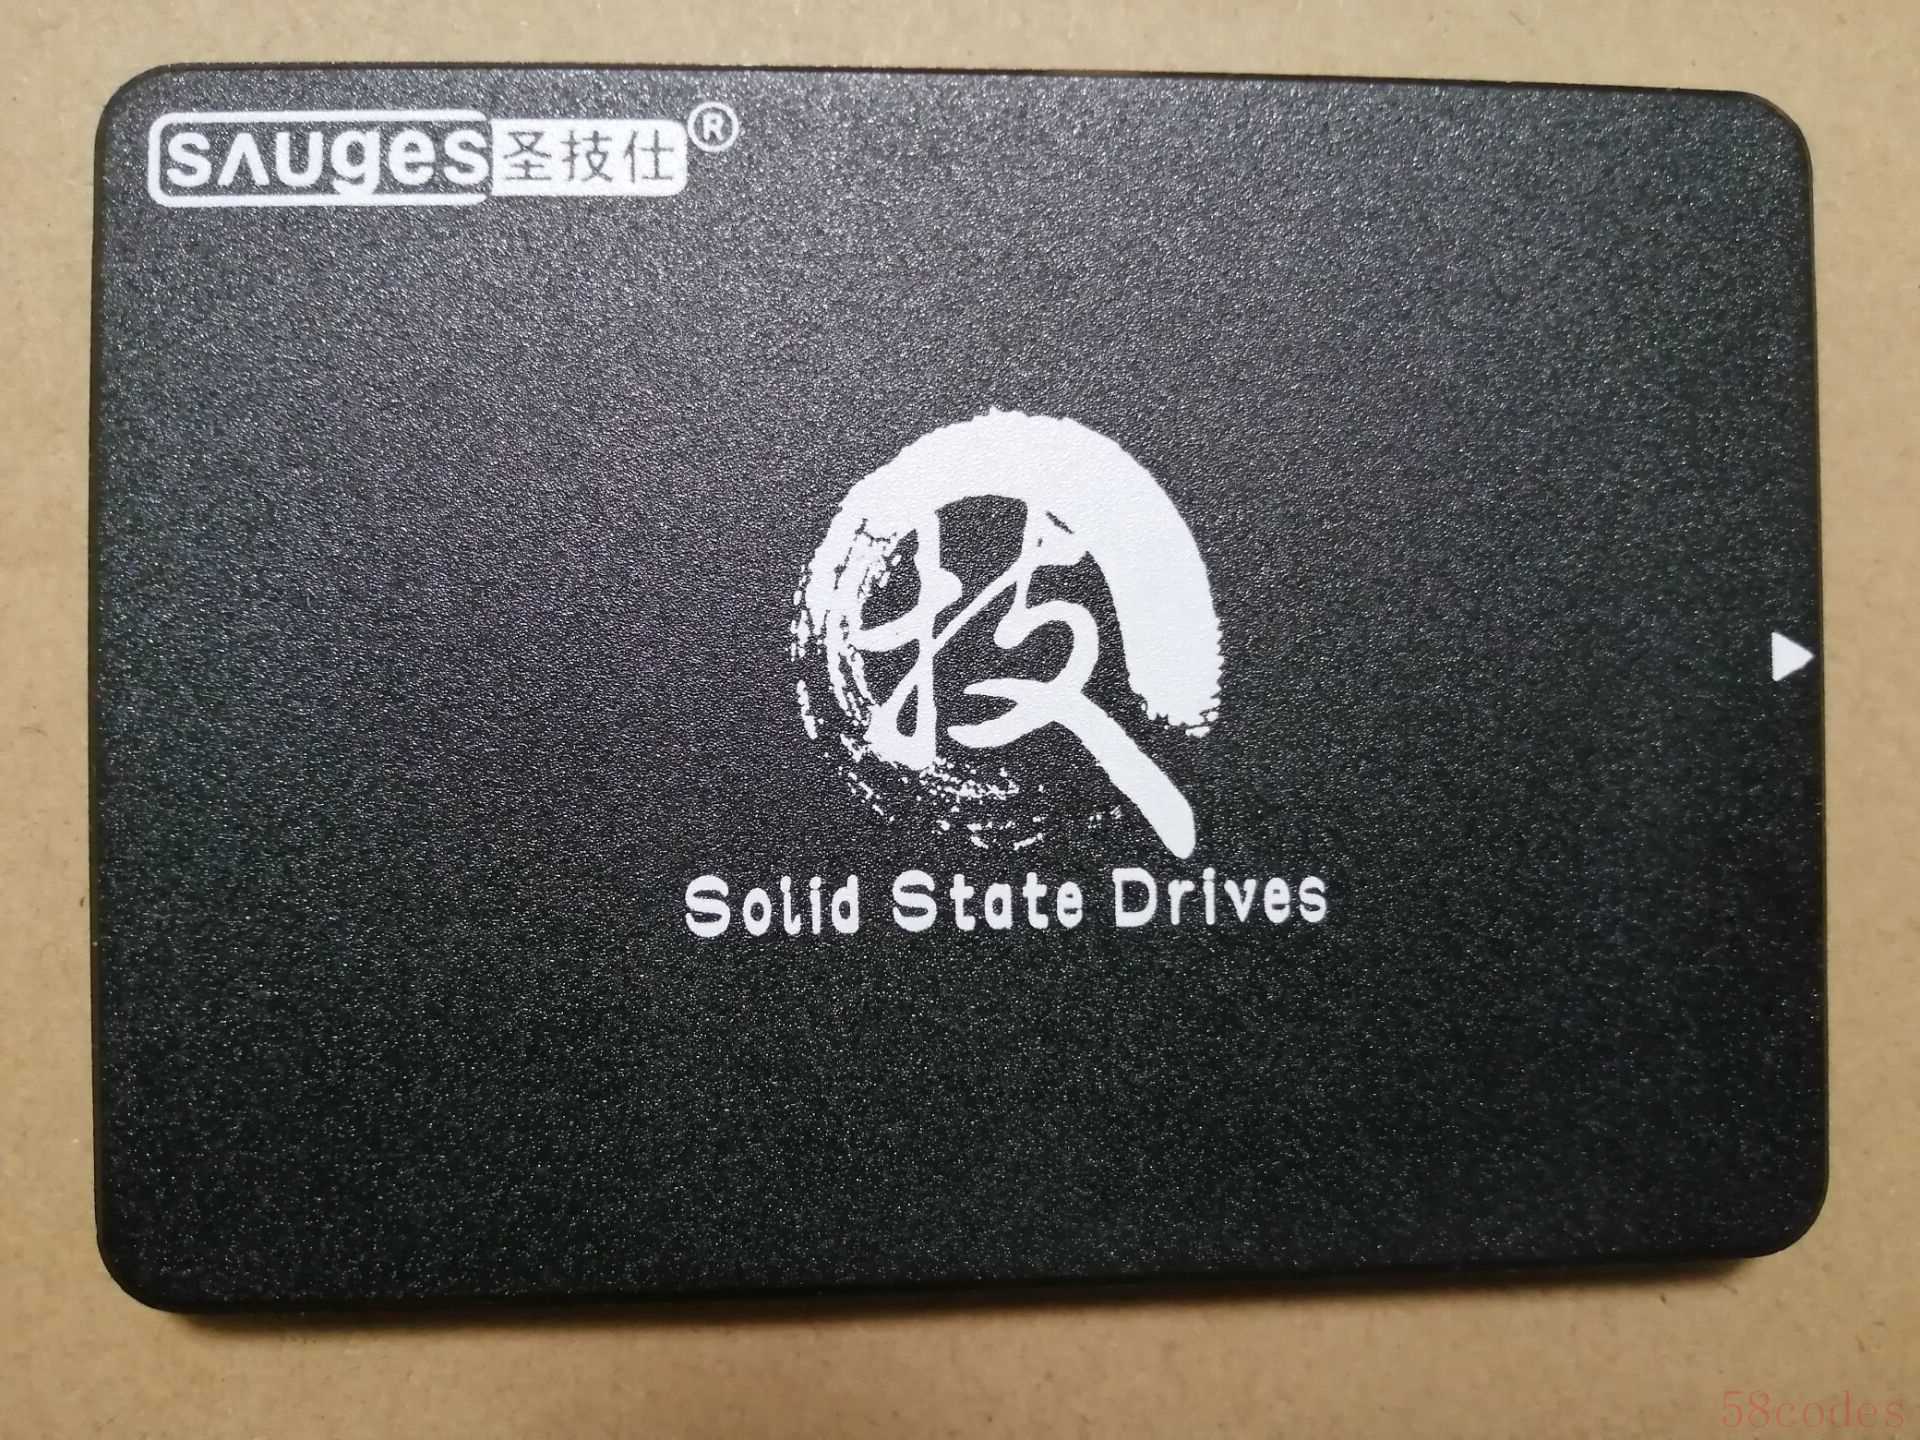 sauges圣技仕®
技
Solid State Drives
58codes